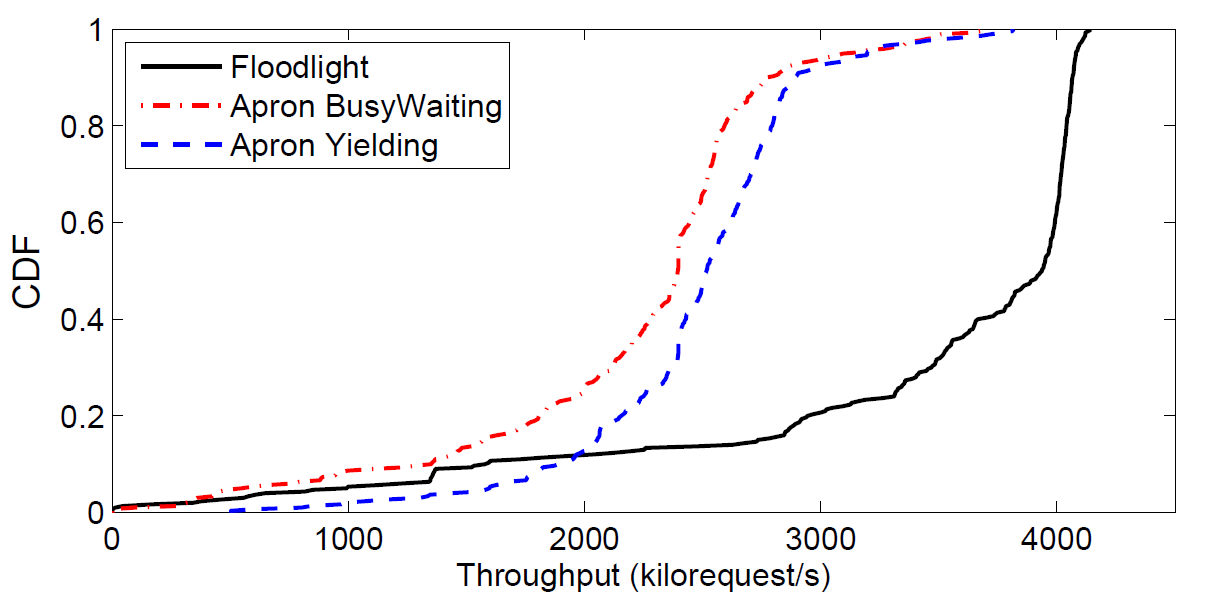 1
0.8
0.6
0.4
0.2
0
CDF
Floodlight
Apron BusyWaiting
Apron Yielding
0 1000 2000 3000 4000
Throughput (kilorequest/s)